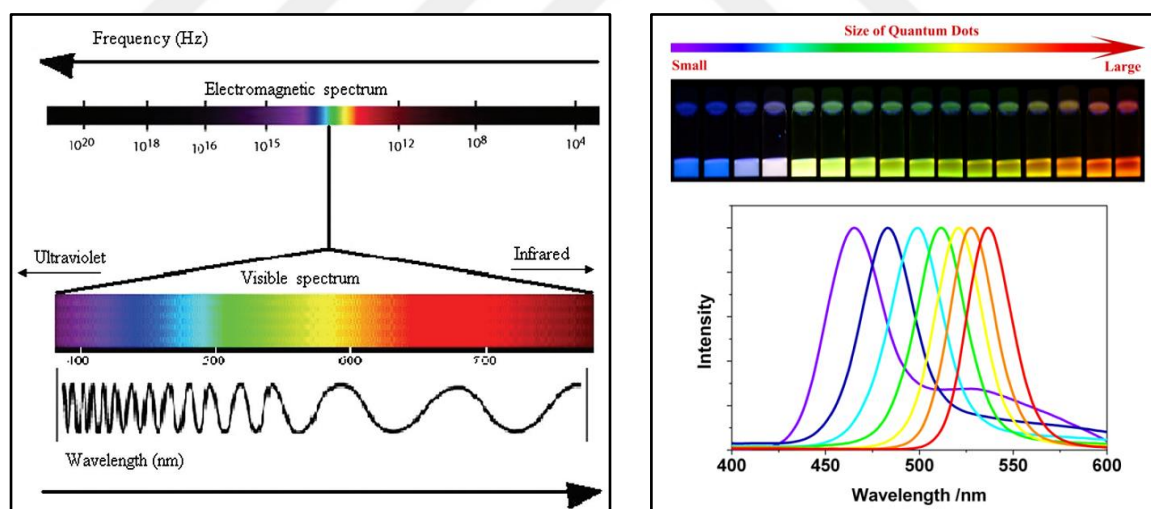 Frequency (Hz)
Electromagnetic spectrum
10²⁰ 10¹⁸ 10¹⁶ 10¹⁵ 10¹² 10⁸ 10⁴
Ultraviolet
Infrared
Visible spectrum
400 500 600 700
Wavelength (nm)
Size of Quantum Dots
Small Large
Intensity
400 450 500 550 600
Wavelength /nm